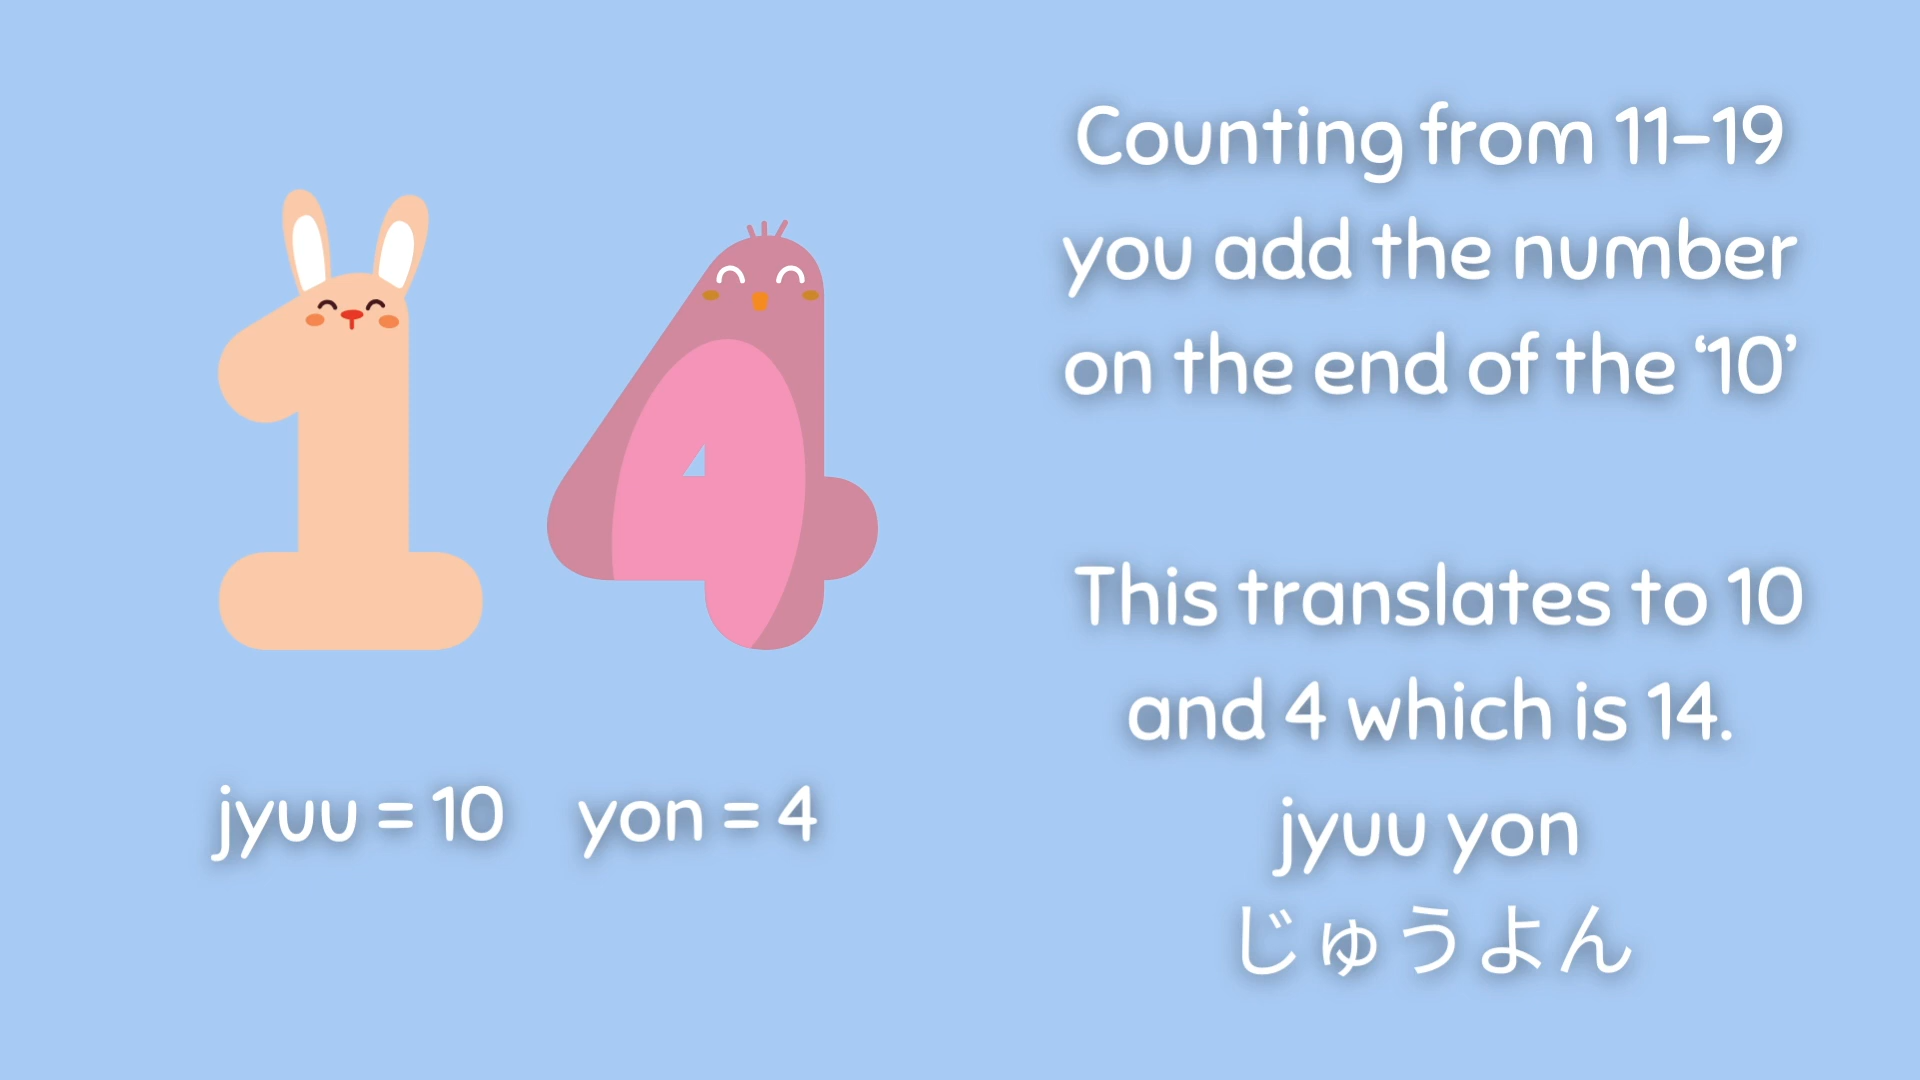 14
jyuu = 10 yon = 4
Counting from 11-19
you add the number
on the end of the ‘10’
This translates to 10
and 4 which is 14.
jyuu yon
じゅうよん